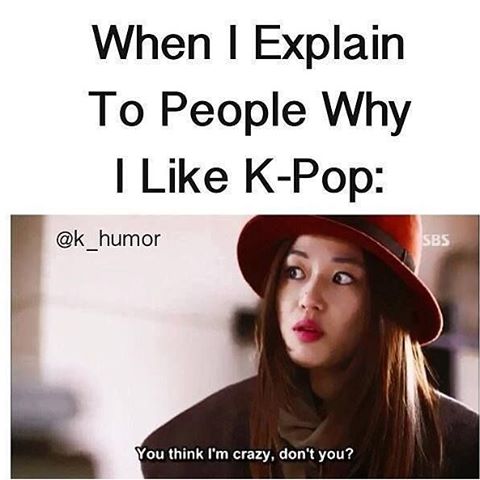 When I Explain
To People Why
I Like K-Pop:
@k_humor
SBS
You think I'm crazy, don't you?